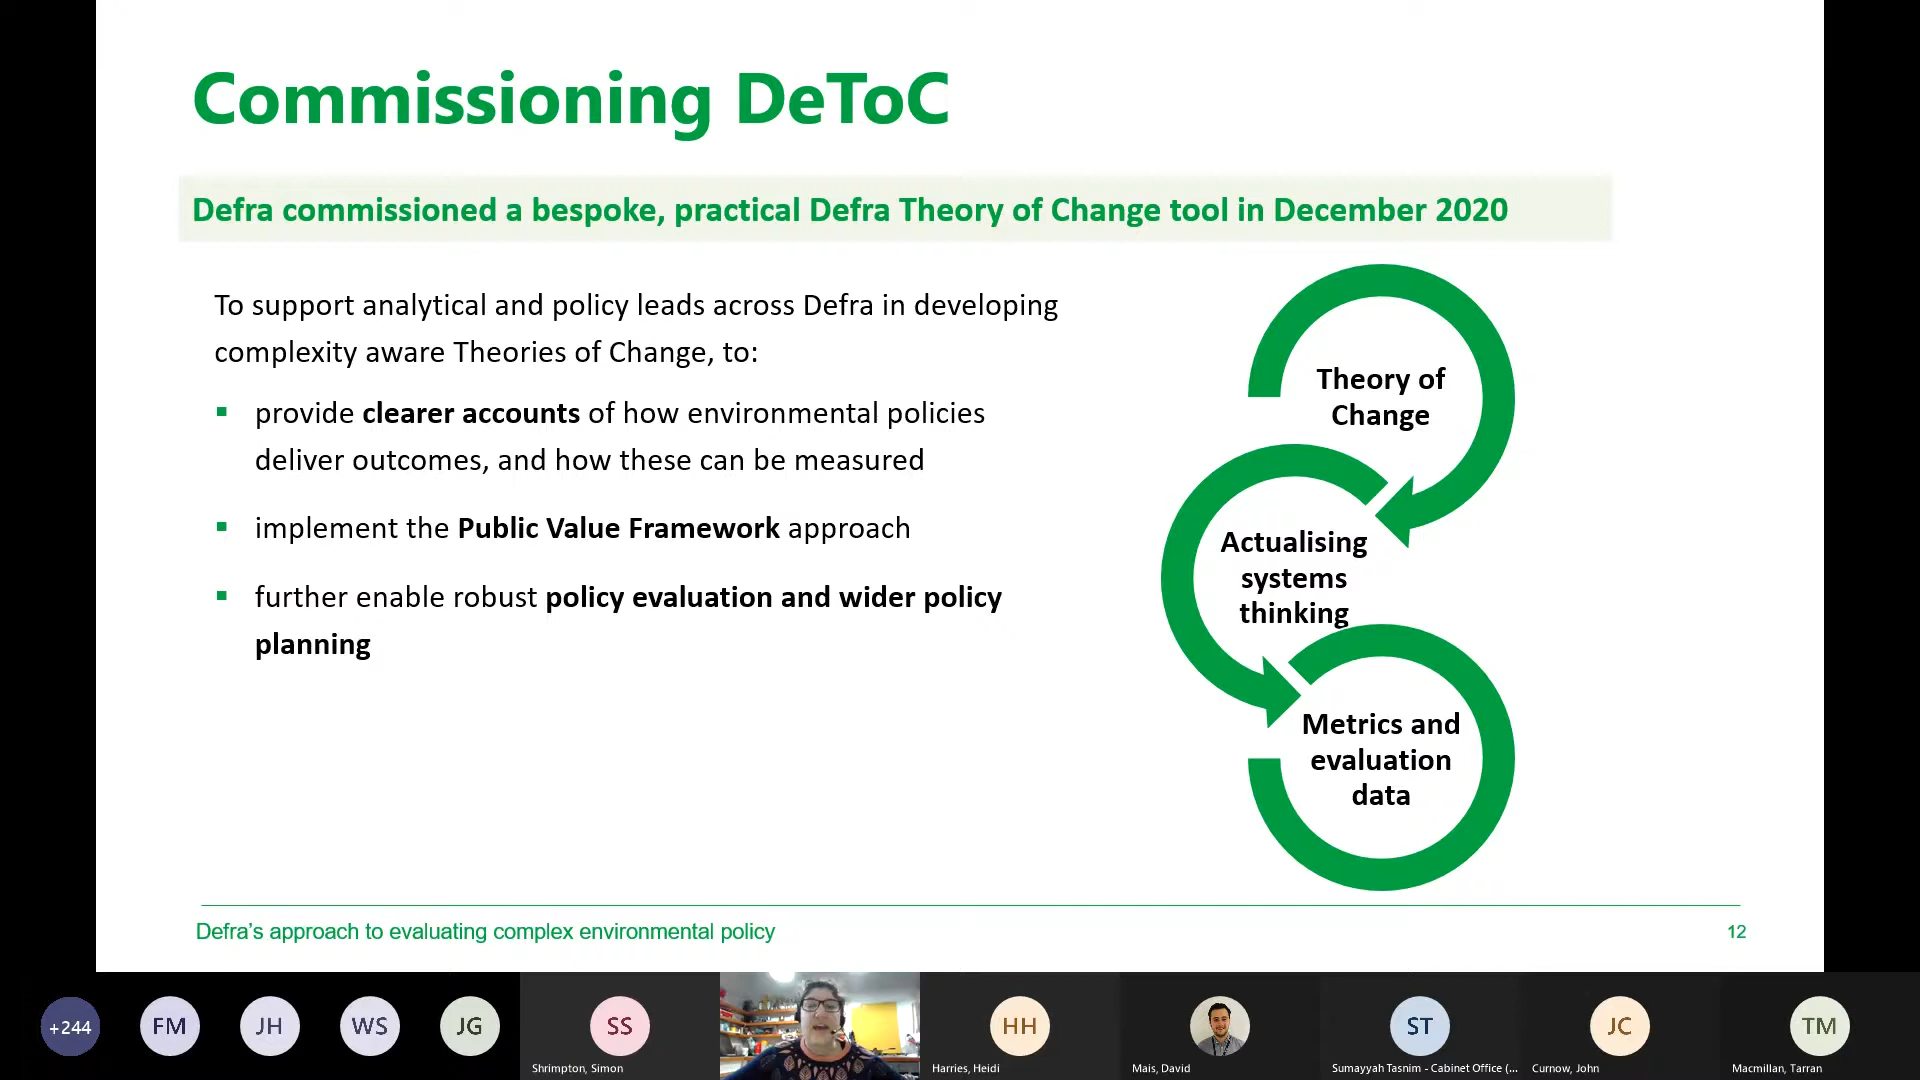 Commissioning DeToC
Defra commissioned a bespoke, practical Defra Theory of Change tool in December 2020
To support analytical and policy leads across Defra in developing
complexity aware Theories of Change, to:
provide clearer accounts of how environmental policies
deliver outcomes, and how these can be measured
implement the Public Value Framework approach
further enable robust policy evaluation and wider policy
planning
Theory of
Change
Actualising
systems
thinking
Metrics and
evaluation
data
Defra’s approach to evaluating complex environmental policy
12
+244
FM
JH
WS
JG
SS
Shrimpton, Simon
HH
Harries, Heidi
Mais, David
ST
Sumayyah Tasnim - Cabinet Office (...
JC
Curnow, John
TM
Macmillan, Tarran